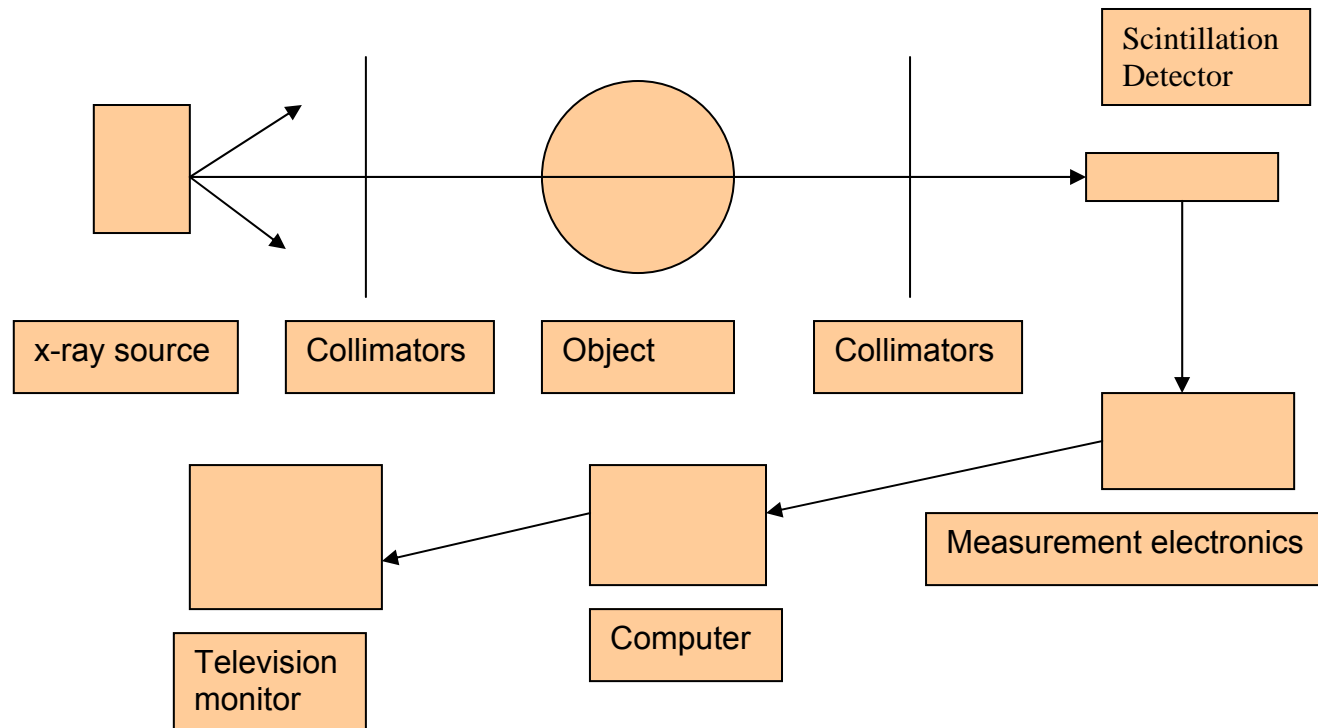 Scintillation
Detector
x-ray source
Collimators
Object
Collimators
Measurement electronics
Computer
Television
monitor